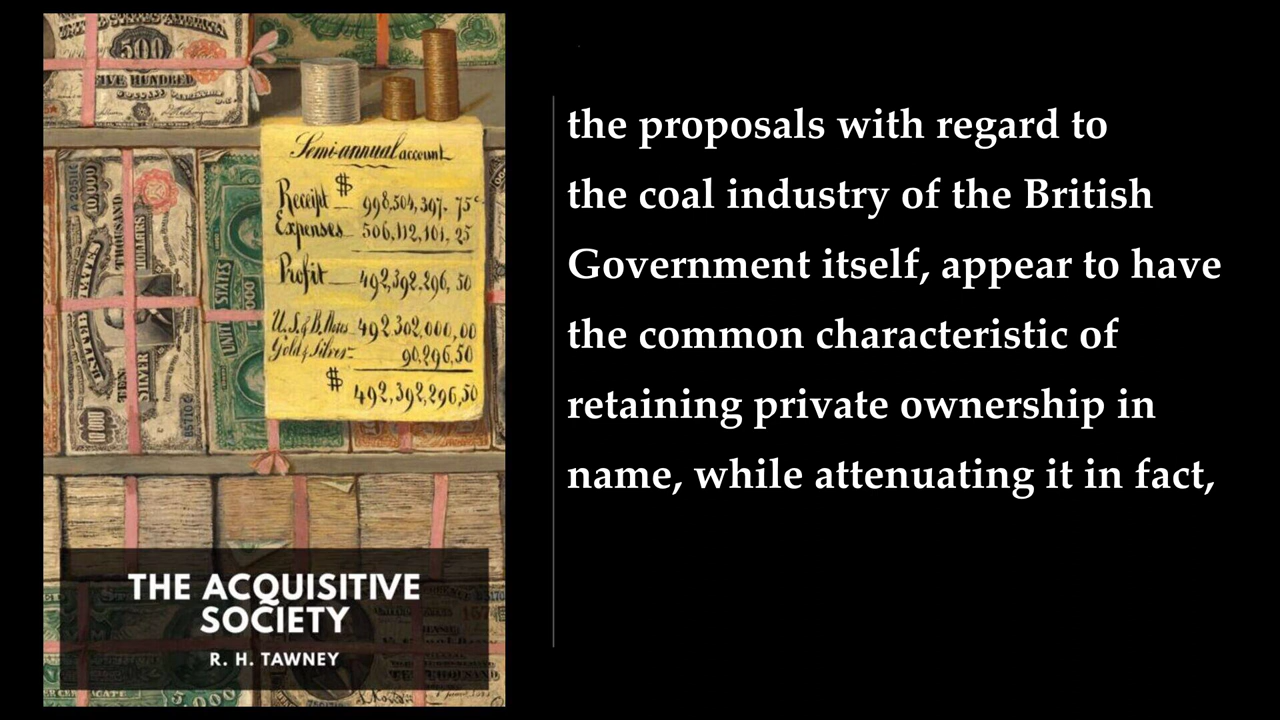 500
FIVE HUNDRED
Semi-annual account
$
Receipt 998,504,397. 75c
Expenses 506,112,101, 25
Profit 492,392,296, 50
U.S.&B.Notes 492302,000,00
Gold & Silver 90,296,50
$ 492,392,296,50
THE ACQUISITIVE
SOCIETY
R. H. TAWNEY
the proposals with regard to
the coal industry of the British
Government itself, appear to have
the common characteristic of
retaining private ownership in
name, while attenuating it in fact,